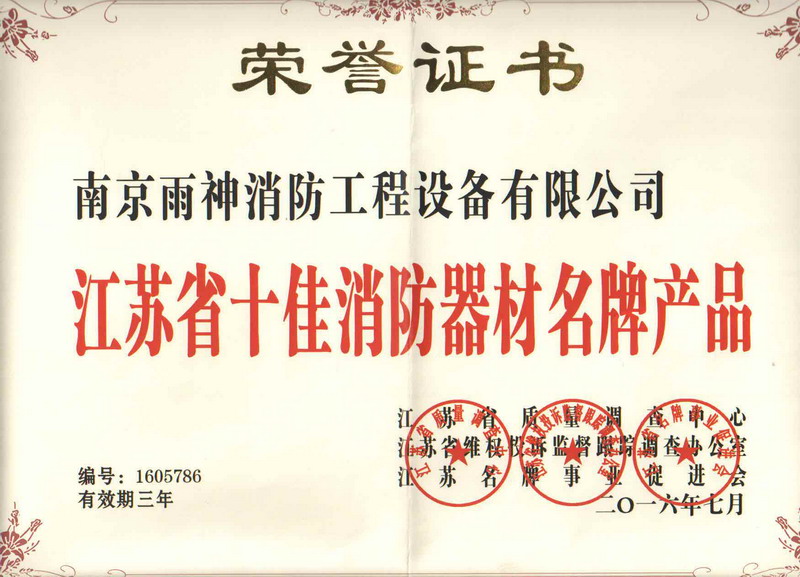 荣誉证书
南京雨神消防工程设备有限公司
江苏省十佳消防器材名牌产品
江苏省质量调查中心
江苏省维权投诉监督跟踪调查办公室
江苏名牌事业促进会
编号：1605786
有效期三年
二〇一六年七月